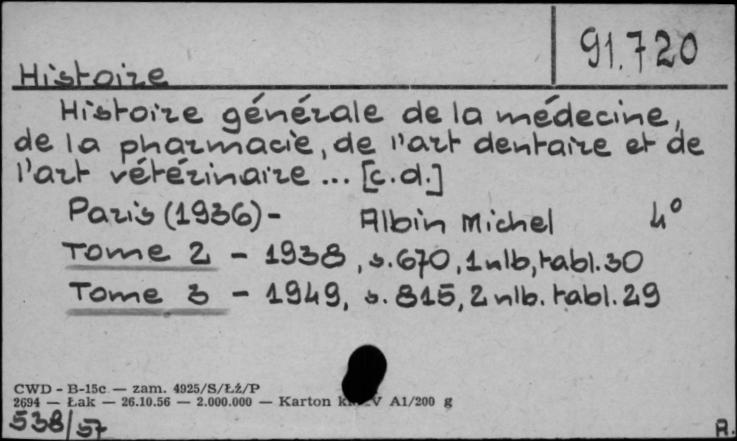 91.720
Histoire
Histoire générale de la médecine,
de la pharmacie, de l'art dentaire et de
l'art vétérinaire ... [c.d.]
Paris (1936) - Albin Michel 4°
Tome 2 - 1938, s. 670, 1 nlb, tabl. 30
Tome 3 - 1949, s. 815, 2 nlb. tabl. 29
CWD - B-15c — zam. 4925/S/Łź/P
2694 — Łak — 26.10.56 — 2.000.000 — Karton A1/200 g
538/57
R.